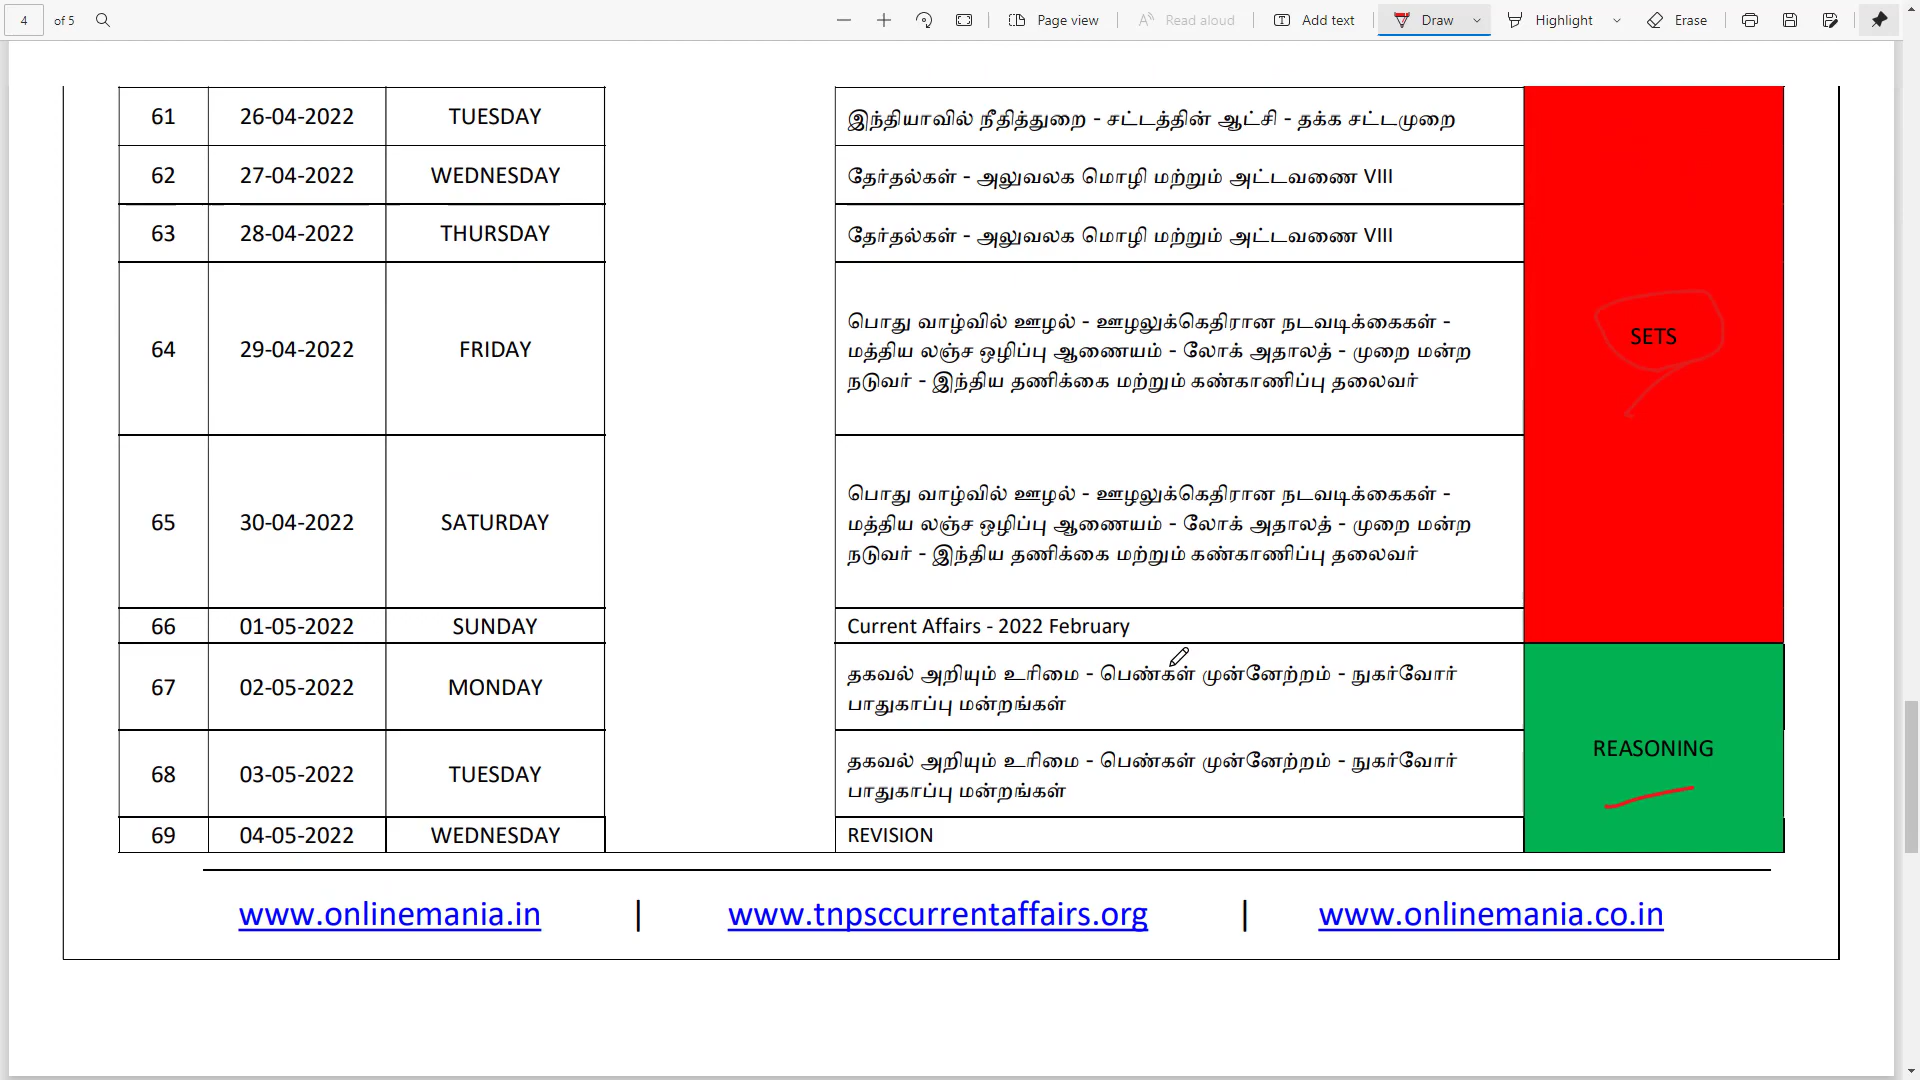 4 of 5 Page view Read aloud Add text Draw Highlight Erase
61 26-04-2022 TUESDAY இந்தியாவில் நீதித்துறை - சட்டத்தின் ஆட்சி - தக்க சட்டமுறை
62 27-04-2022 WEDNESDAY தேர்தல்கள் - அலுவலக மொழி மற்றும் அட்டவணை VIII
63 28-04-2022 THURSDAY தேர்தல்கள் - அலுவலக மொழி மற்றும் அட்டவணை VIII
பொது வாழ்வில் ஊழல் - ஊழலுக்கெதிரான நடவடிக்கைகள் -
64 29-04-2022 FRIDAY மத்திய லஞ்ச ஒழிப்பு ஆணையம் - லோக் அதாலத் - முறை மன்ற SETS
நடுவர் - இந்திய தணிக்கை மற்றும் கண்காணிப்பு தலைவர்
பொது வாழ்வில் ஊழல் - ஊழலுக்கெதிரான நடவடிக்கைகள் -
65 30-04-2022 SATURDAY மத்திய லஞ்ச ஒழிப்பு ஆணையம் - லோக் அதாலத் - முறை மன்ற
நடுவர் - இந்திய தணிக்கை மற்றும் கண்காணிப்பு தலைவர்
66 01-05-2022 SUNDAY Current Affairs - 2022 February
67 02-05-2022 MONDAY தகவல் அறியும் உரிமை - பெண்கள் முன்னேற்றம் - நுகர்வோர்
பாதுகாப்பு மன்றங்கள்
REASONING
68 03-05-2022 TUESDAY தகவல் அறியும் உரிமை - பெண்கள் முன்னேற்றம் - நுகர்வோர்
பாதுகாப்பு மன்றங்கள்
69 04-05-2022 WEDNESDAY REVISION
www.onlinemania.in | www.tnpsccurrentaffairs.org | www.onlinemania.co.in